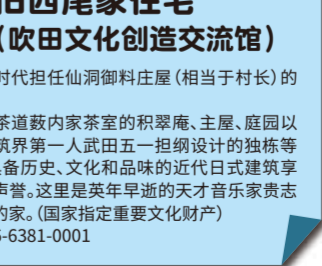 旧西尾家住宅
(吹田文化创造交流馆)
时代担任仙洞御料庄屋(相当于村长)的
茶道薮内家茶室的积翠庵、主屋、庭园以
筑界第一人武田五一担纲设计的独栋等
具备历史、文化和品味的近代日式建筑享
声誉。这里是英年早逝的天才音乐家贵志
的家。(国家指定重要文化财产)
6-6381-0001